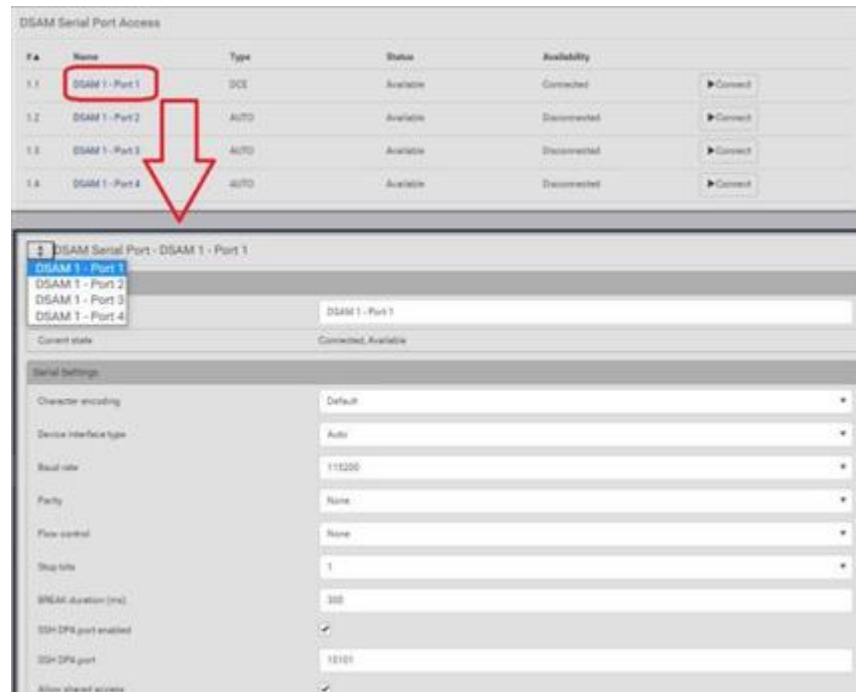 DSAM Serial Port Access
#▲ Name Type Status Availability
1.1 DSAM 1 - Port 1 DCE Available Connected ▶Connect
1.2 DSAM 1 - Port 2 AUTO Available Disconnected ▶Connect
1.3 DSAM 1 - Port 3 AUTO Available Disconnected ▶Connect
1.4 DSAM 1 - Port 4 AUTO Available Disconnected ▶Connect
DSAM Serial Port - DSAM 1 - Port 1
DSAM 1 - Port 1
DSAM 1 - Port 2
DSAM 1 - Port 3
DSAM 1 - Port 4
DSAM 1 - Port 1
Current state Connected, Available
Serial Settings
Character encoding Default
Device interface type Auto
Baud rate 115200
Parity None
Flow control None
Stop bits 1
BREAK duration (ms) 300
SSH DPA port enabled
SSH DPA port 10101
Allow shared access